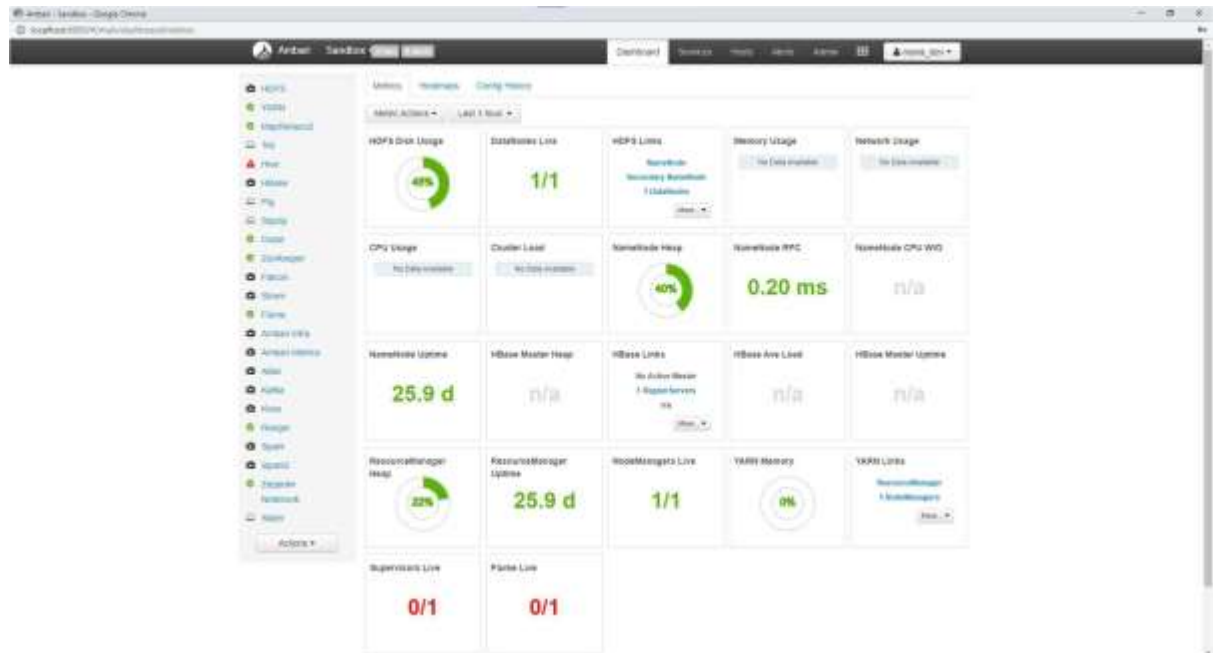 Ambari - Sandbox - Google Chrome
Ambari Sandbox
Dashboard Services Hosts Alerts Admin
HDFS
YARN
MapReduce2
Tez
Hive
HBase
Pig
Sqoop
Oozie
ZooKeeper
Falcon
Storm
Flume
Ambari Infra
Ambari Metrics
Atlas
Kafka
Knox
Ranger
Spark
Spark2
Zeppelin
Notebook
Slider
Actions
Metrics Heatmaps Config History
Metric Actions Last 1 hour
HDFS Disk Usage
DataNodes Live
HDFS Links
Memory Usage
Network Usage
1/1
NameNode
Secondary NameNode
1 DataNodes
More...
No Data Available
No Data Available
CPU Usage
Cluster Load
NameNode Heap
NameNode RPC
NameNode CPU WIO
No Data Available
No Data Available
40%
0.20 ms
n/a
NameNode Uptime
HBase Master Heap
HBase Links
HBase Ave Load
HBase Master Uptime
25.9 d
n/a
No Active Master
1 RegionServers
n/a
More...
n/a
n/a
ResourceManager
Heap
ResourceManager
Uptime
NodeManagers Live
YARN Memory
YARN Links
22%
25.9 d
1/1
0%
ResourceManager
1 NodeManagers
More...
Supervisors Live
Flume Live
0/1
0/1